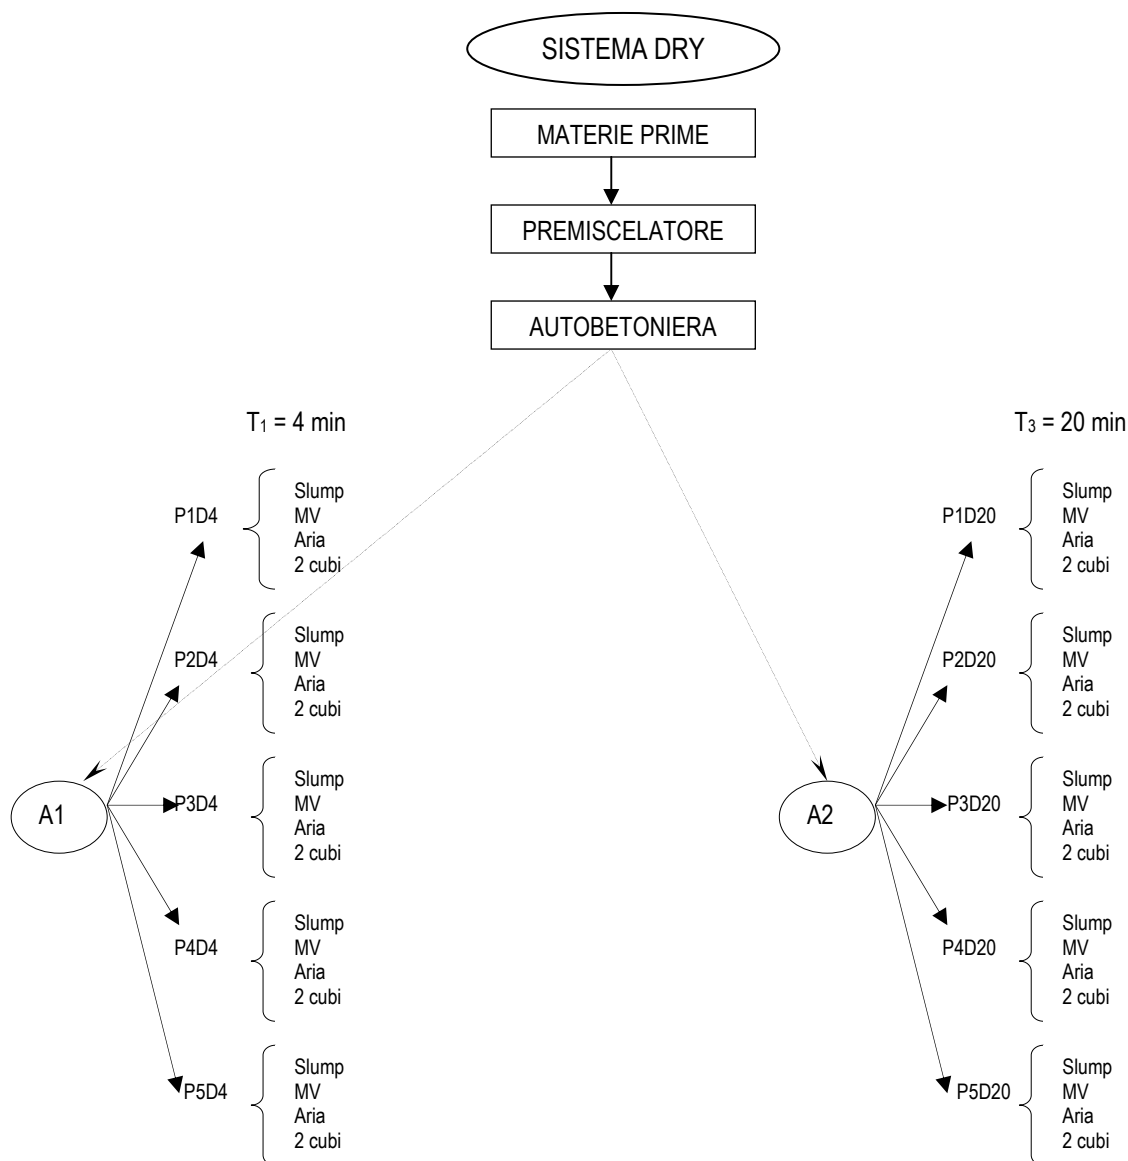 SISTEMA DRY
MATERIE PRIME
PREMISCELATORE
AUTOBETONIERA
T1 = 4 min
P1D4
Slump
MV
Aria
2 cubi
P2D4
Slump
MV
Aria
2 cubi
A1
P3D4
Slump
MV
Aria
2 cubi
P4D4
Slump
MV
Aria
2 cubi
P5D4
Slump
MV
Aria
2 cubi
T3 = 20 min
P1D20
Slump
MV
Aria
2 cubi
P2D20
Slump
MV
Aria
2 cubi
A2
P3D20
Slump
MV
Aria
2 cubi
P4D20
Slump
MV
Aria
2 cubi
P5D20
Slump
MV
Aria
2 cubi